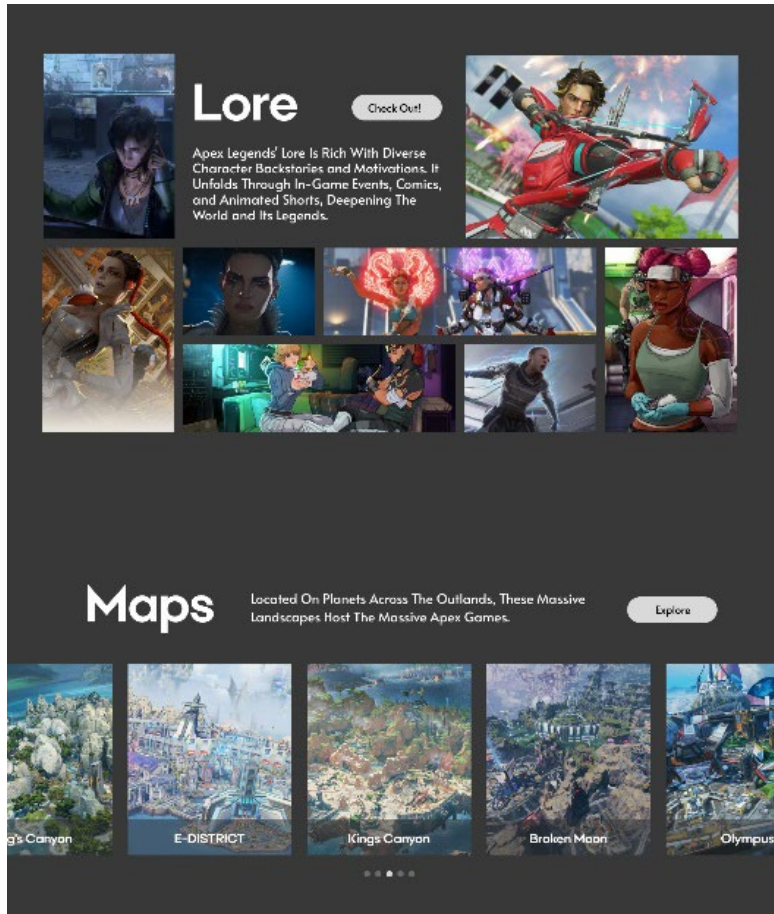 Lore
Check Out!
Apex Legends' Lore Is Rich With Diverse
Character Backstories and Motivations. It
Unfolds Through In-Game Events, Comics,
and Animated Shorts, Deepening The
World and Its Legends.
Maps
Located On Planets Across The Outlands, These Massive
Landscapes Host The Massive Apex Games.
Explore
g's Canyon
E-DISTRICT
Kings Canyon
Broken Moon
Olympus